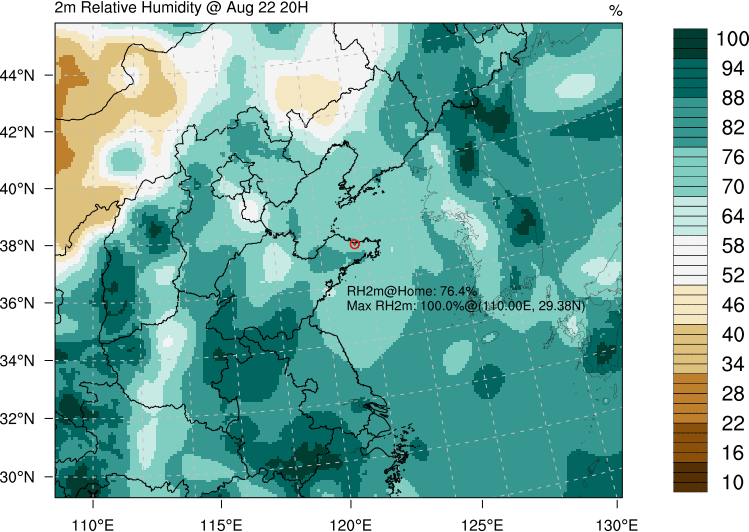 2m Relative Humidity @ Aug 22 20H
%
44°N
42°N
40°N
38°N
36°N
34°N
32°N
30°N
110°E
115°E
120°E
125°E
130°E
RH2m@Home: 76.4%
Max RH2m: 100.0%@(110.00E, 29.38N)
100
94
88
82
76
70
64
58
52
46
40
34
28
22
16
10